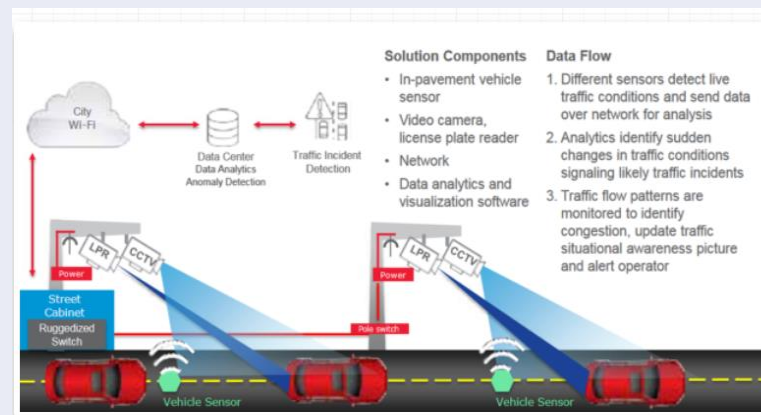 Solution Components
• In-pavement vehicle
sensor
• Video camera,
license plate reader
• Network
• Data analytics and
visualization software
Data Flow
1. Different sensors detect live
traffic conditions and send data
over network for analysis
2. Analytics identify sudden
changes in traffic conditions
signaling likely traffic incidents
3. Traffic flow patterns are
monitored to identify
congestion, update traffic
situational awareness picture
and alert operator
City
Wi-Fi
Data Center
Data Analytics
Anomaly Detection
Traffic Incident
Detection
LPR
CCTV
Power
LPR
CCTV
Power
Street
Cabinet
Ruggedized
Switch
Pole switch
Vehicle Sensor
Vehicle Sensor